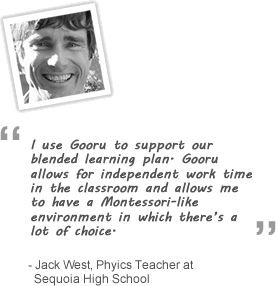 “
I use Gooru to support our
blended learning plan. Gooru
allows for independent work time
in the classroom and allows me
to have a Montessori-like
environment in which there's a
lot of choice.
”
- Jack West, Phyics Teacher at
Sequoia High School